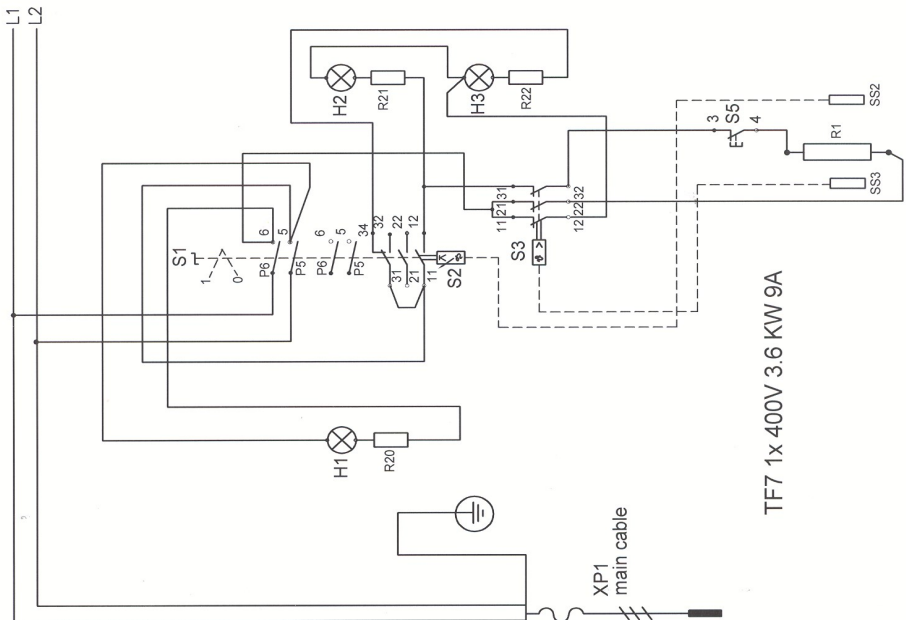 L1
L2
H2
R21
H3
R22
SS2
3
S5
4
R1
SS3
S1
1
0
6
5
P6
P5
6
5
34
P6
P5
32
22
12
31
21
11
S2
31
21
11
32
22
12
S3
H1
R20
XP1
main cable
TF7 1x 400V 3.6 KW 9A